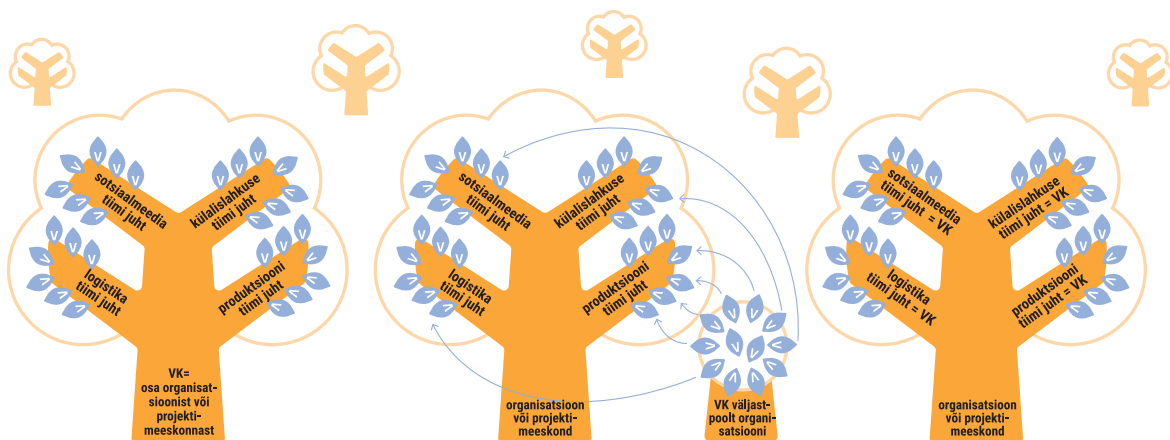 sotsiaalmeedia
tiimi juht
külalislahkuse
tiimi juht
logistika
tiimi juht
produktsiooni
tiimi juht
VK=
osa organisat-
sioonist või
projekti-
meeskonnast
sotsiaalmeedia
tiimi juht
külalislahkuse
tiimi juht
logistika
tiimi juht
produktsiooni
tiimi juht
organisatsioon
või projekti-
meeskond
VK väljast-
poolt organi-
satsiooni
sotsiaalmeedia
tiimi juht = VK
külalislahkuse
tiimi juht = VK
logistika
tiimi juht = VK
produktsiooni
tiimi juht = VK
organisatsioon
või projekti-
meeskond